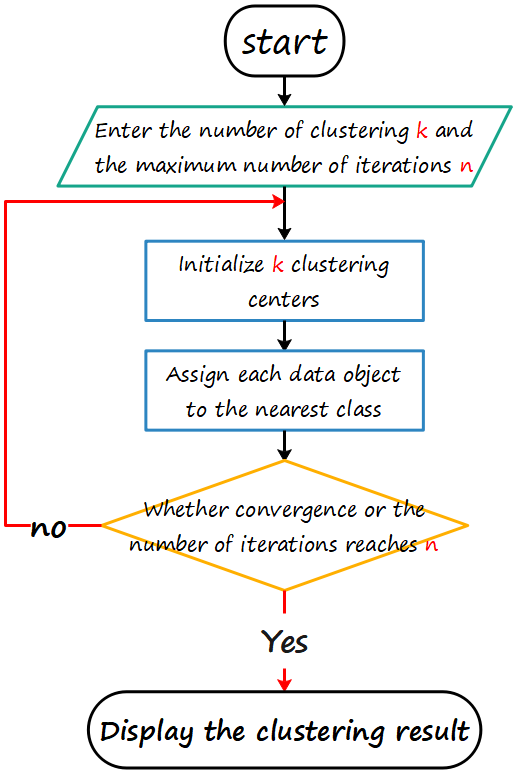 start
Enter the number of clustering k and
the maximum number of iterations n
Initialize k clustering
centers
Assign each data object
to the nearest class
Whether convergence or the
number of iterations reaches n
no
Yes
Display the clustering result